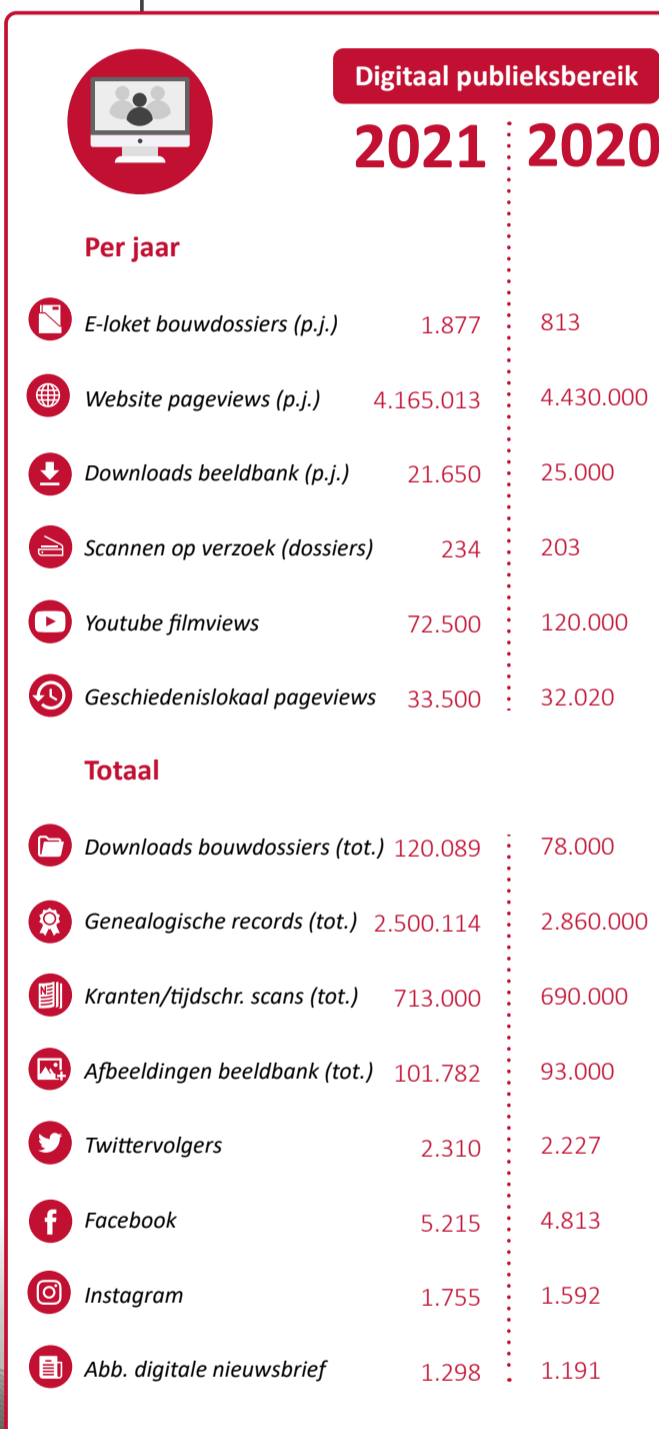 Digitaal publieksbereik
2021 2020
Per jaar
E-loket bouwdossiers (p.j.) 1.877 813
Website pageviews (p.j.) 4.165.013 4.430.000
Downloads beeldbank (p.j.) 21.650 25.000
Scannen op verzoek (dossiers) 234 203
Youtube filmviews 72.500 120.000
Geschiedenislokaal pageviews 33.500 32.020
Totaal
Downloads bouwdossiers (tot.) 120.089 78.000
Genealogische records (tot.) 2.500.114 2.860.000
Kranten/tijdschr. scans (tot.) 713.000 690.000
Afbeeldingen beeldbank (tot.) 101.782 93.000
Twittervolgers 2.310 2.227
Facebook 5.215 4.813
Instagram 1.755 1.592
Abb. digitale nieuwsbrief 1.298 1.191